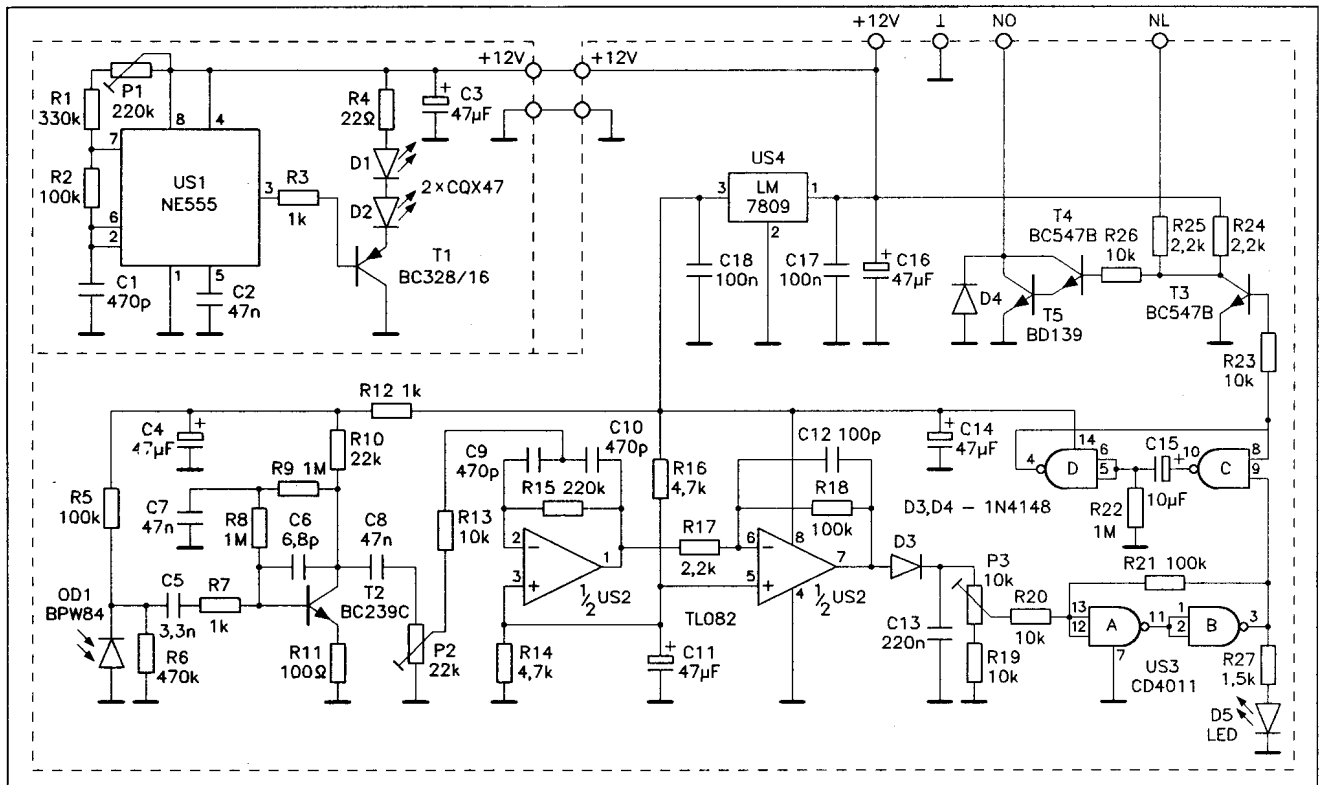 +12V ⊥ NO NL
+12V +12V
P1
220k
R1
330k
8 4
R4
22Ω
C3
47µF
7
R2
100k
US1
NE555
3 R3
1k
D1
D2
2×CQX47
6
2
T1
BC328/16
1 5
C1
470p
C2
47n
US4
3 LM
7809
1
2
C18
100n
C17
100n
C16
47µF
D4
T4
BC547B
R26
10k
R25
2,2k
R24
2,2k
T5
BD139
T3
BC547B
R23
10k
R12 1k
C4
47µF
R10
22k
R9 1M
C7
47n
R5
100k
R8
1M
C6
6,8p
C8
47n
OD1
BPW84
C5
3,3n
R7
1k
T2
BC239C
R6
470k
R11
100Ω
P2
22k
C9
470p
C10
470p
R15 220k
R13
10k
2
3
1
½ US2
R14
4,7k
R16
4,7k
R17
2,2k
TL082
C11
47µF
C12 100p
R18
100k
6
5
8
7
4
½ US2
D3
C13
220n
P3
10k
R19
10k
R20
10k
C14
47µF
D3,D4 – 1N4148
14
4 D 6
5
C15
10µF
10 C 8
9
R22
1M
R21 100k
13
12 A 11
7
1
2 B 3
US3
CD4011
R27
1,5k
D5
LED